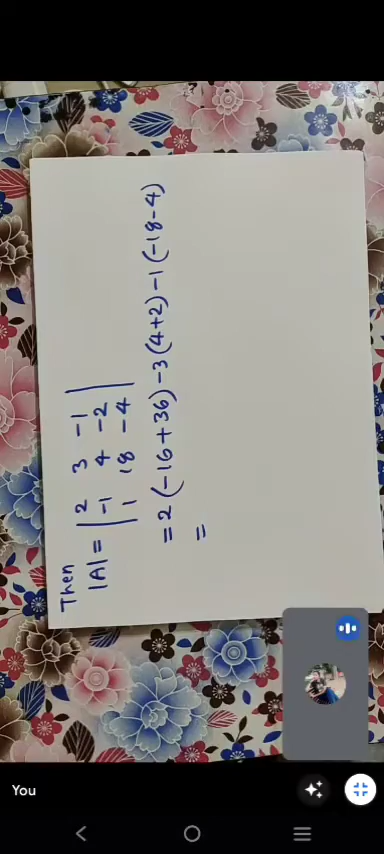 Then
|A| = | 2 3 -1 |
| -1 4 -2 |
| 1 18 -4 |
= 2 (-16 + 36) - 3 (4+2) - 1 (-18 - 4)
=
You